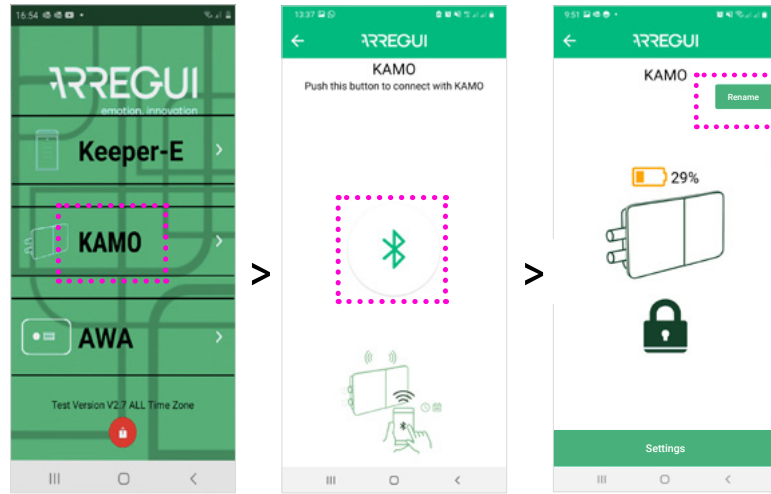 16:54
ARREGUI
emotion. innovation
Keeper-E
KAMO
AWA
Test Version V2.7 ALL Time Zone
>
13:37
ARREGUI
KAMO
Push this button to connect with KAMO
>
9:51
ARREGUI
KAMO
Rename
29%
Settings